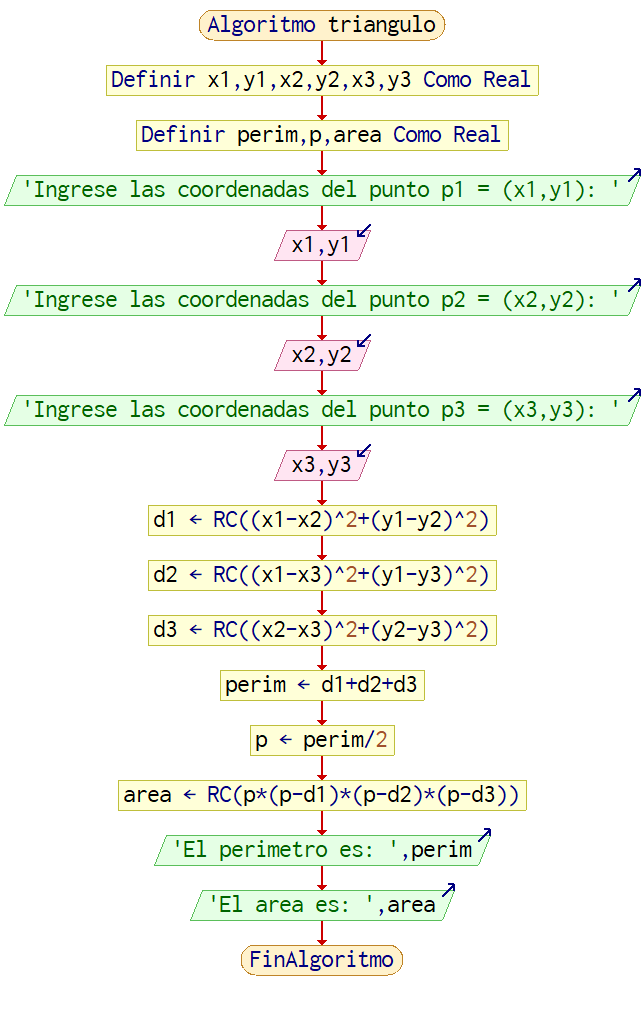 Algoritmo triangulo
Definir x1,y1,x2,y2,x3,y3 Como Real
Definir perim,p,area Como Real
'Ingrese las coordenadas del punto p1 = (x1,y1): '
x1,y1
'Ingrese las coordenadas del punto p2 = (x2,y2): '
x2,y2
'Ingrese las coordenadas del punto p3 = (x3,y3): '
x3,y3
d1 ← RC((x1-x2)^2+(y1-y2)^2)
d2 ← RC((x1-x3)^2+(y1-y3)^2)
d3 ← RC((x2-x3)^2+(y2-y3)^2)
perim ← d1+d2+d3
p ← perim/2
area ← RC(p*(p-d1)*(p-d2)*(p-d3))
'El perimetro es: ',perim
'El area es: ',area
FinAlgoritmo